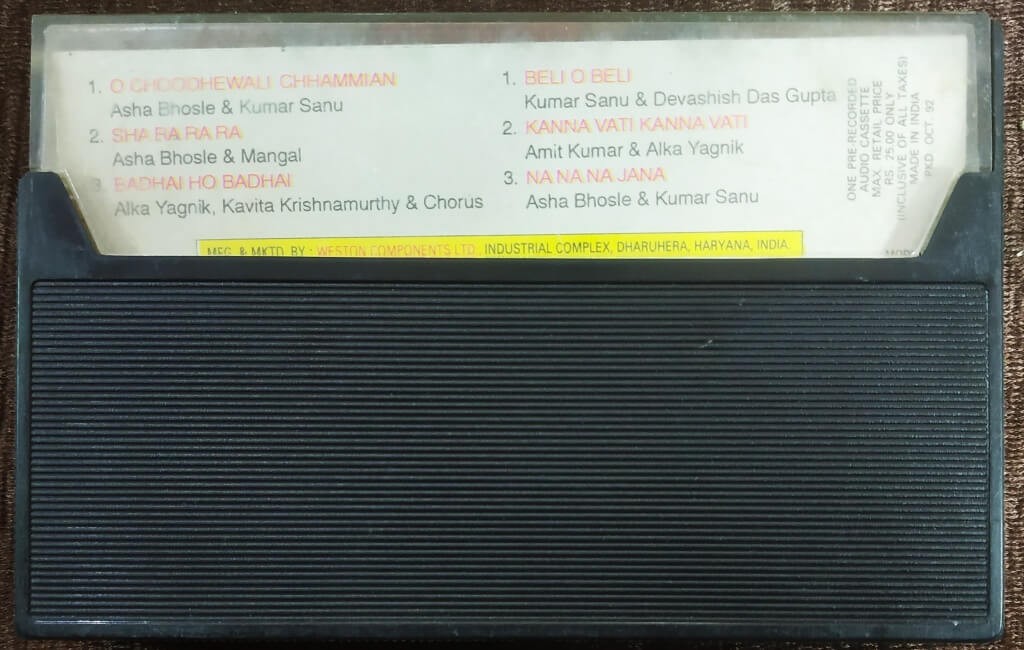 1. O CHOODHEWALI CHHAMMIAN
Asha Bhosle & Kumar Sanu
2. SHA RA RA RA
Asha Bhosle & Mangal
3. BADHAI HO BADHAI
Alka Yagnik, Kavita Krishnamurthy & Chorus
1. BELI O BELI
Kumar Sanu & Devashish Das Gupta
2. KANNA VATI KANNA VATI
Amit Kumar & Alka Yagnik
3. NA NA NA JANA
Asha Bhosle & Kumar Sanu
ONE PRE-RECORDED
AUDIO CASSETTE
MAX. RETAIL PRICE
RS. 25.00 ONLY
(INCLUSIVE OF ALL TAXES)
MADE IN INDIA
PKD. OCT. 92
MFG. & MKTD. BY : WESTON COMPONENTS LTD., INDUSTRIAL COMPLEX, DHARUHERA, HARYANA, INDIA.